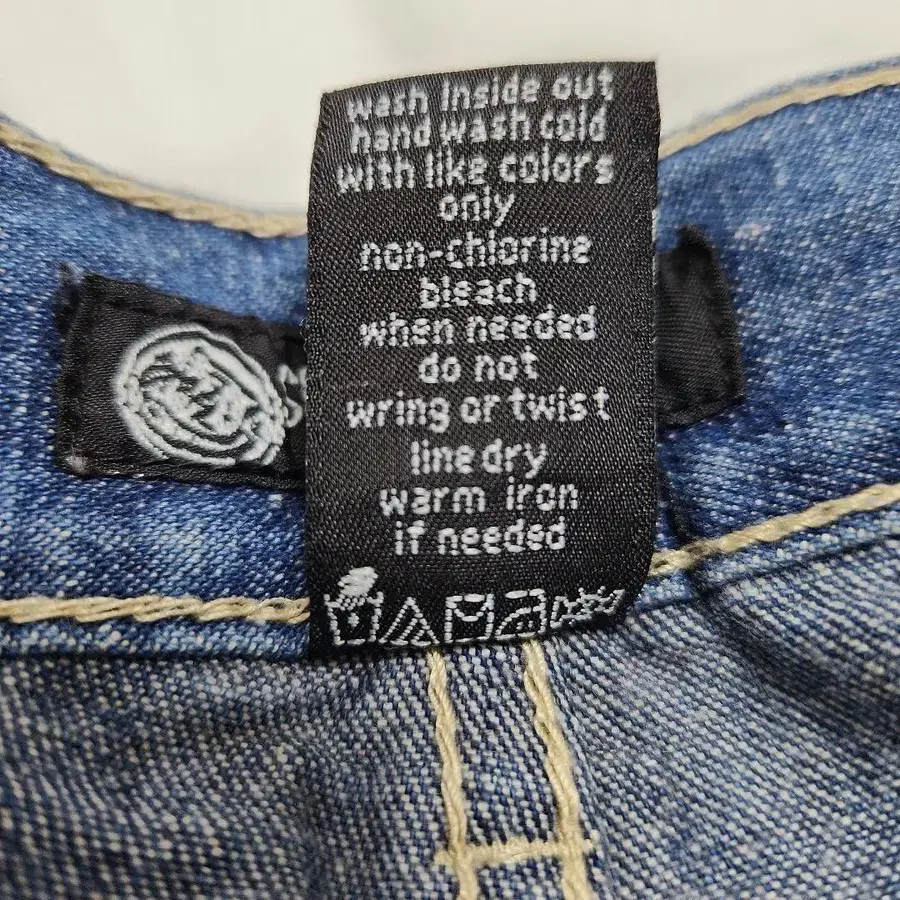 wash inside out
hand wash cold
with like colors
only
non-chlorine
bleach
when needed
do not
wring or twist
line dry
warm iron
if needed